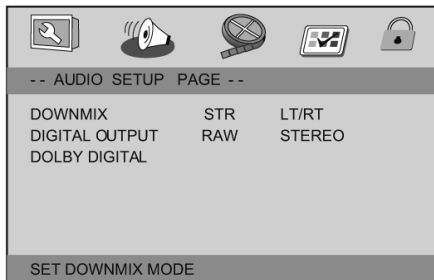 -- AUDIO SETUP PAGE --
DOWNMIX STR LT/RT
DIGITAL OUTPUT RAW STEREO
DOLBY DIGITAL
SET DOWNMIX MODE